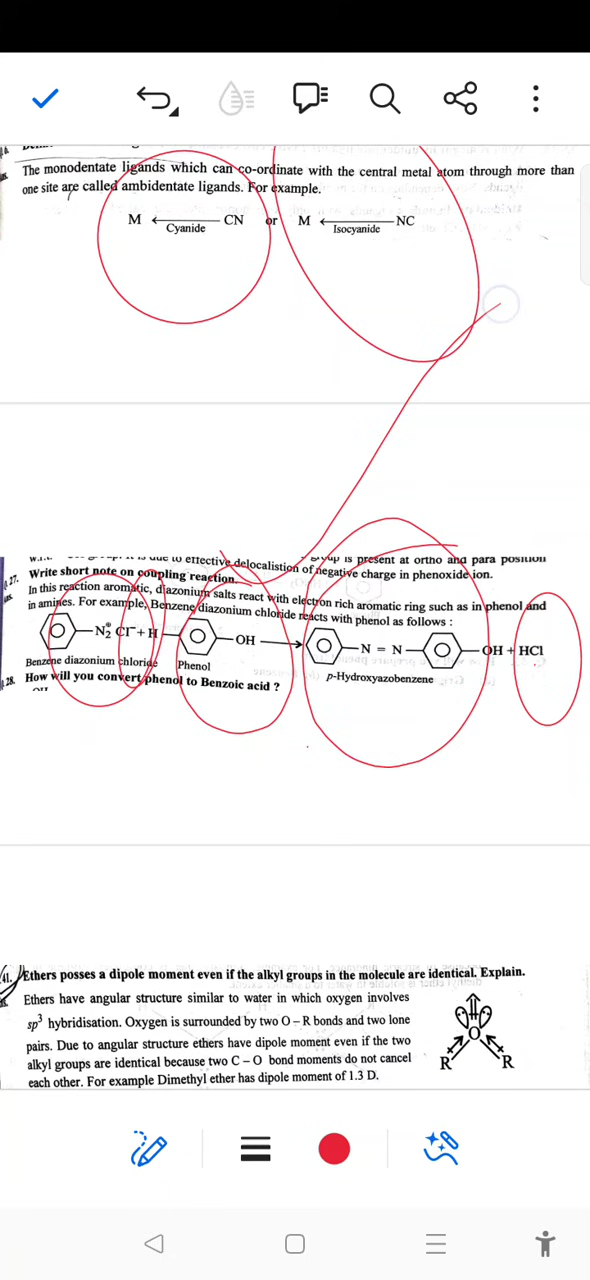 The monodentate ligands which can co-ordinate with the central metal atom through more than
one site are called ambidentate ligands. For example.
M ← CN or M ← NC
Cyanide Isocyanide
due to effective delocalistion of negative charge in phenoxide ion.
group is present at ortho and para position
27. Write short note on coupling reaction.
In this reaction aromatic, diazonium salts react with electron rich aromatic ring such as in phenol and
in amines. For example, Benzene diazonium chloride reacts with phenol as follows :
Cl⁻ + H OH → N = N OH + HCl
Benzene diazonium chloride Phenol p-Hydroxyazobenzene
28. How will you convert phenol to Benzoic acid ?
OH
41. Ethers posses a dipole moment even if the alkyl groups in the molecule are identical. Explain.
Ethers have angular structure similar to water in which oxygen involves
sp³ hybridisation. Oxygen is surrounded by two O – R bonds and two lone
pairs. Due to angular structure ethers have dipole moment even if the two
alkyl groups are identical because two C – O bond moments do not cancel
each other. For example Dimethyl ether has dipole moment of 1.3 D.
O
R R